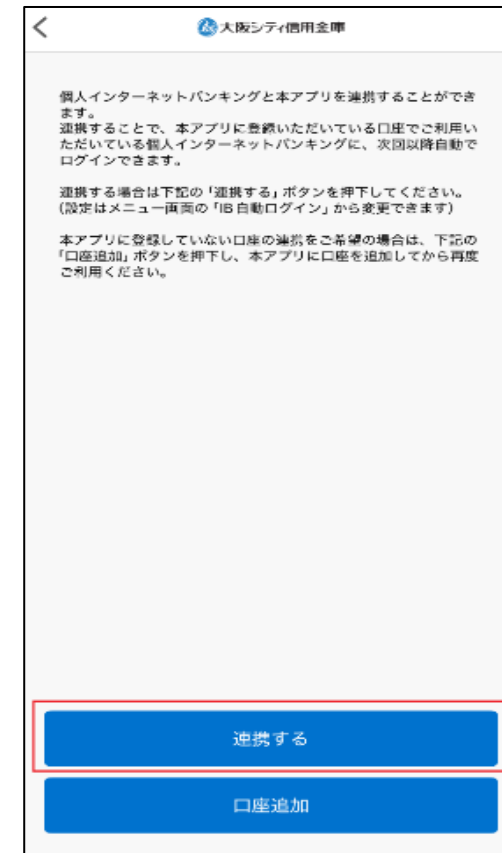 大阪シティ信用金庫
個人インターネットバンキングと本アプリを連携することができ
ます。
連携することで、本アプリに登録いただいている口座でご利用い
ただいている個人インターネットバンキングに、次回以降自動で
ログインできます。
連携する場合は下記の「連携する」ボタンを押下してください。
(設定はメニュー画面の「IB自動ログイン」から変更できます)
本アプリに登録していない口座の連携をご希望の場合は、下記の
「口座追加」ボタンを押下し、本アプリに口座を追加してから再度
ご利用ください。
連携する
口座追加